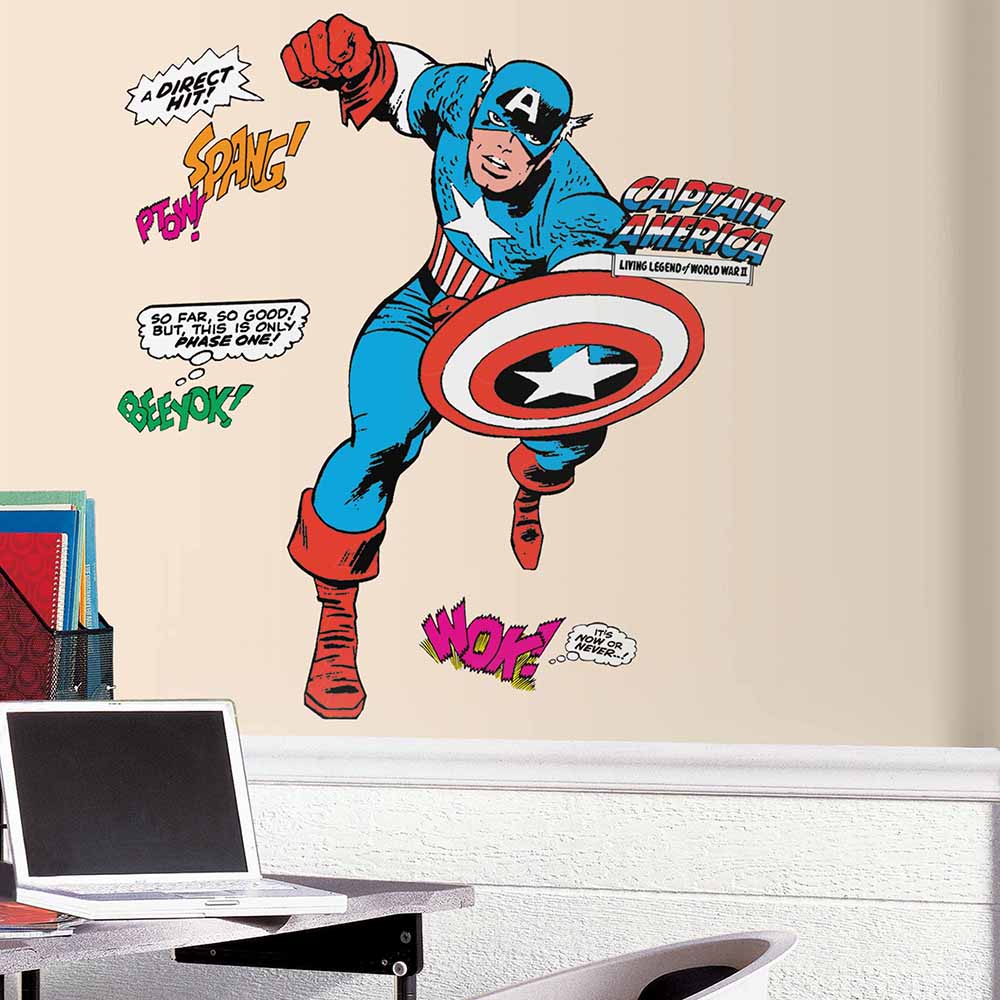 A DIRECT
HIT!
SPANG!
PTOW!
CAPTAIN
AMERICA
LIVING LEGEND of WORLD WAR II
SO FAR, SO GOOD!
BUT, THIS IS ONLY
PHASE ONE!
BEEYOK!
WOK!
IT'S
NOW OR
NEVER--!
A